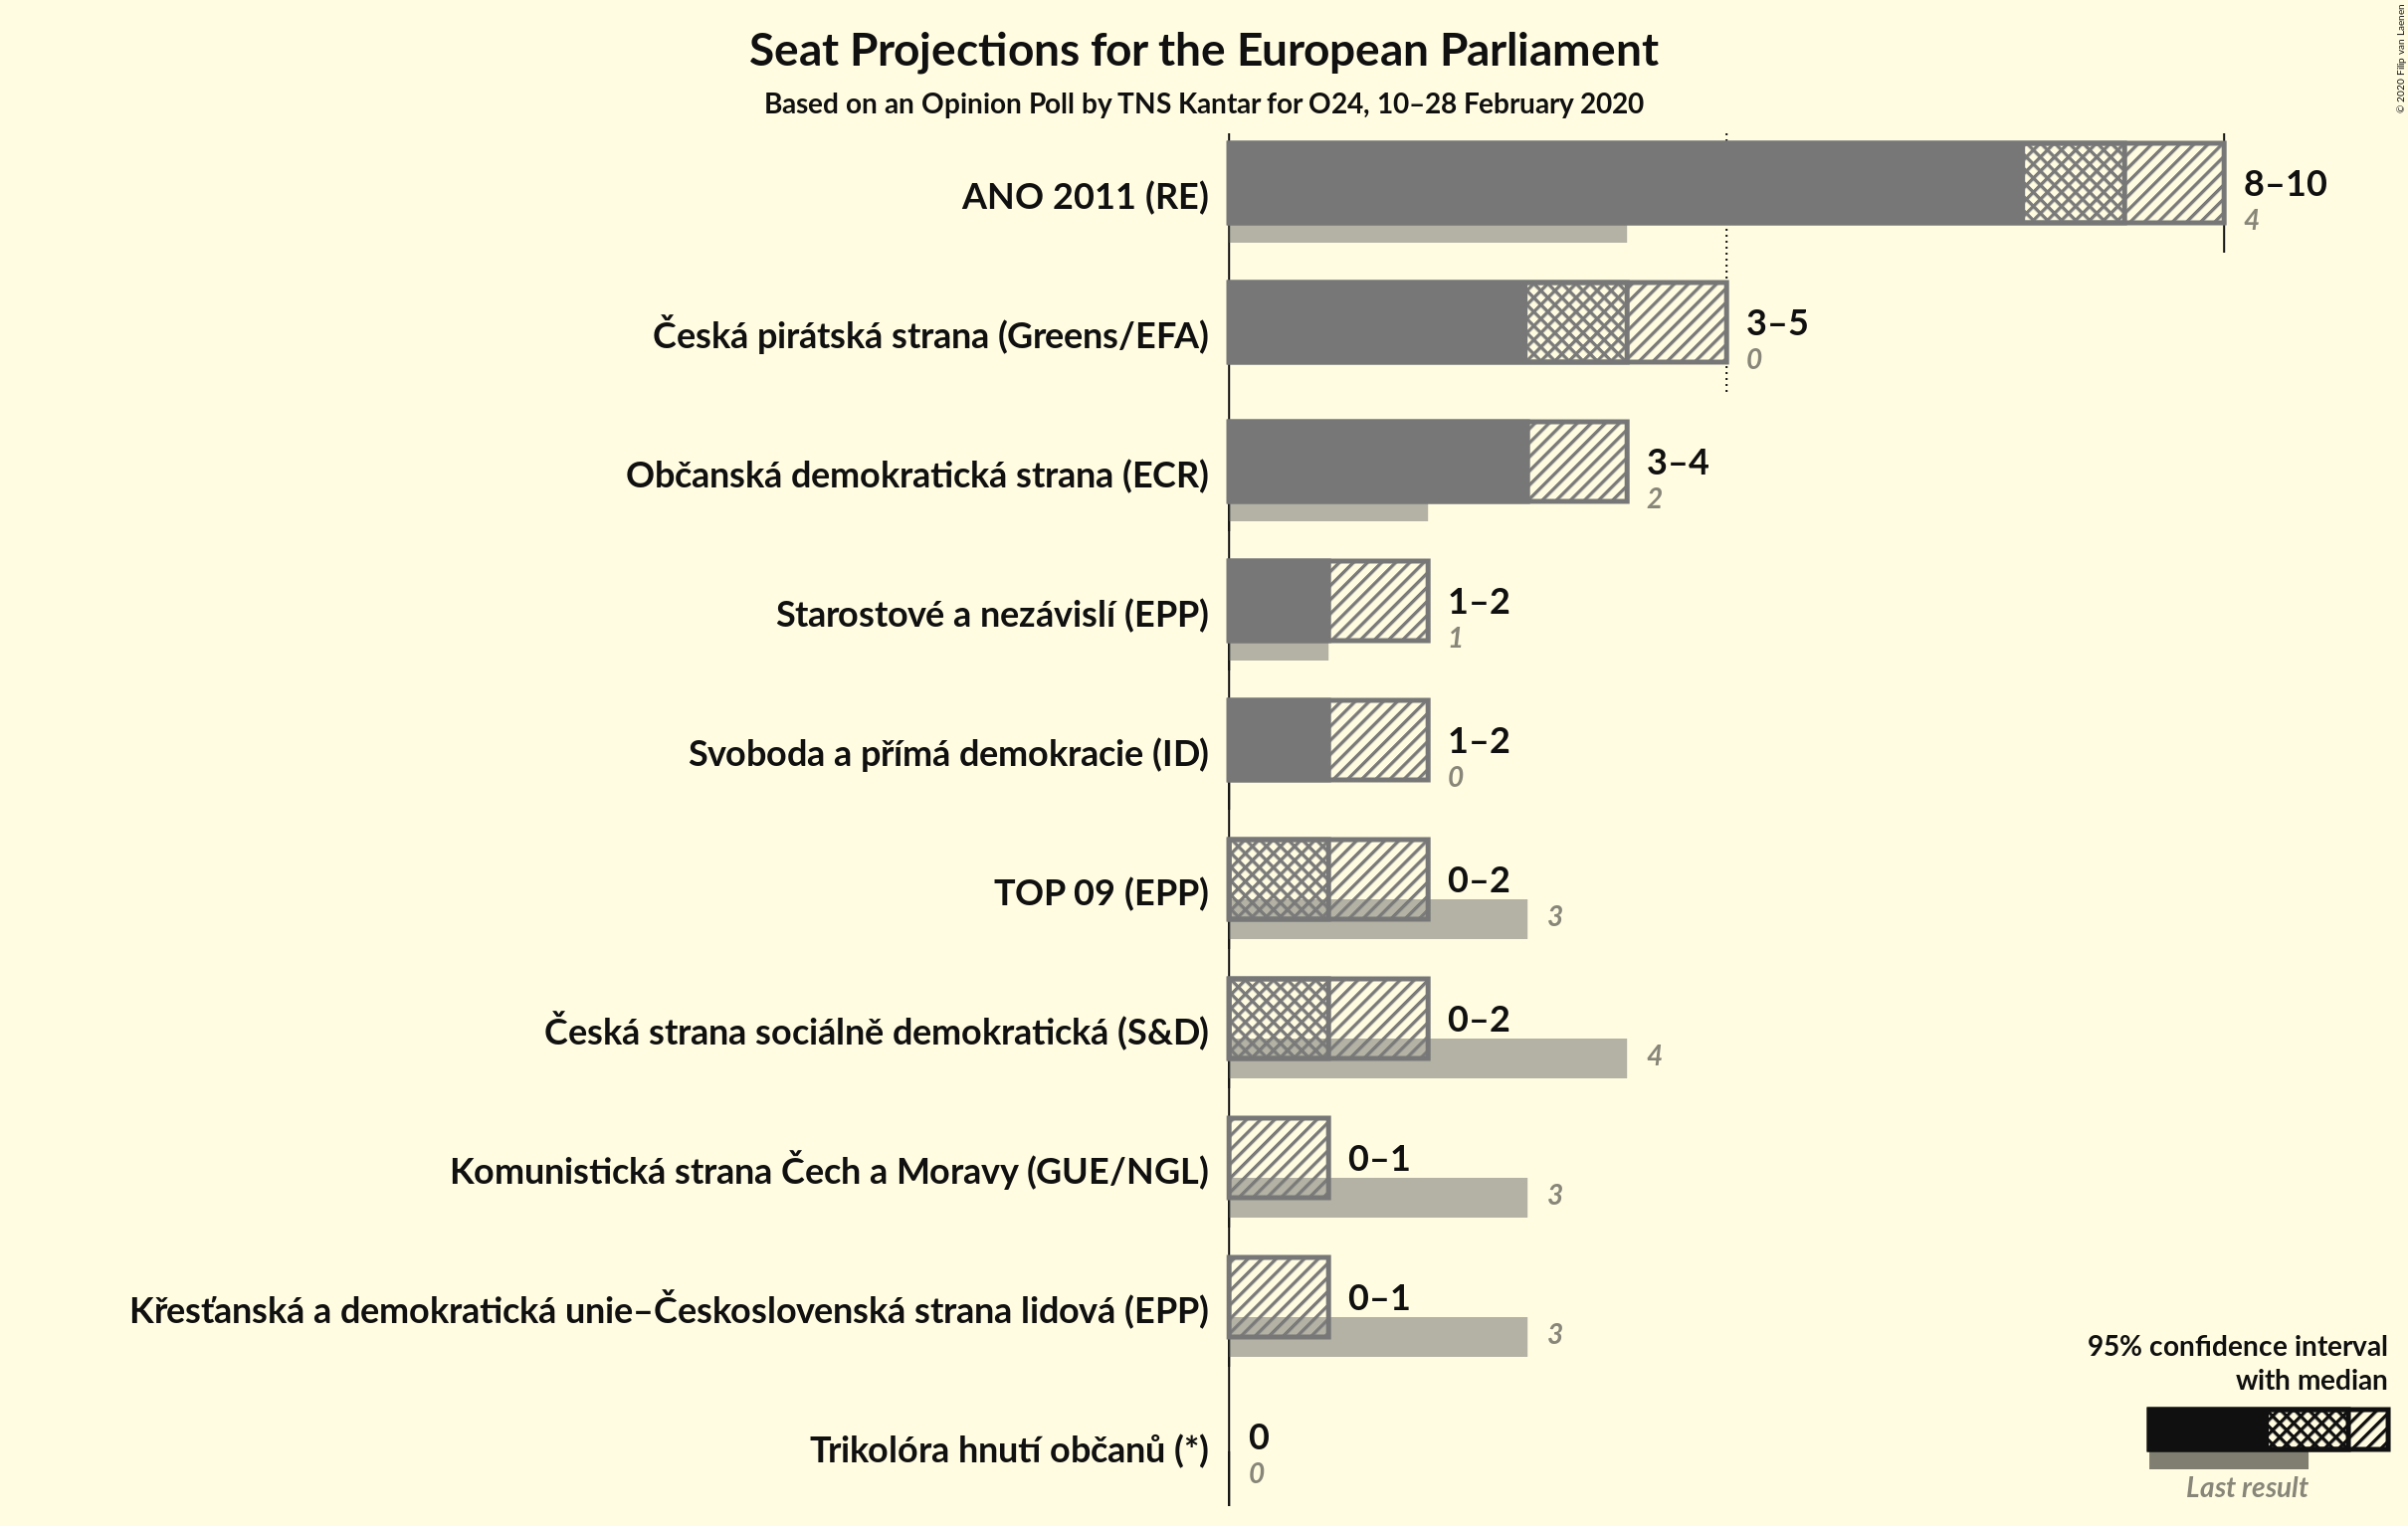 Seat Projections for the European Parliament
Based on an Opinion Poll by TNS Kantar for O24, 10–28 February 2020
© 2020 Filip van Laenen
ANO 2011 (RE)
8–10
4
Česká pirátská strana (Greens/EFA)
3–5
0
Občanská demokratická strana (ECR)
3–4
2
Starostové a nezávislí (EPP)
1–2
1
Svoboda a přímá demokracie (ID)
1–2
0
TOP 09 (EPP)
0–2
3
Česká strana sociálně demokratická (S&D)
0–2
4
Komunistická strana Čech a Moravy (GUE/NGL)
0–1
3
Křesťanská a demokratická unie–Československá strana lidová (EPP)
0–1
3
Trikolóra hnutí občanů (*)
0
0
95% confidence interval
with median
Last result